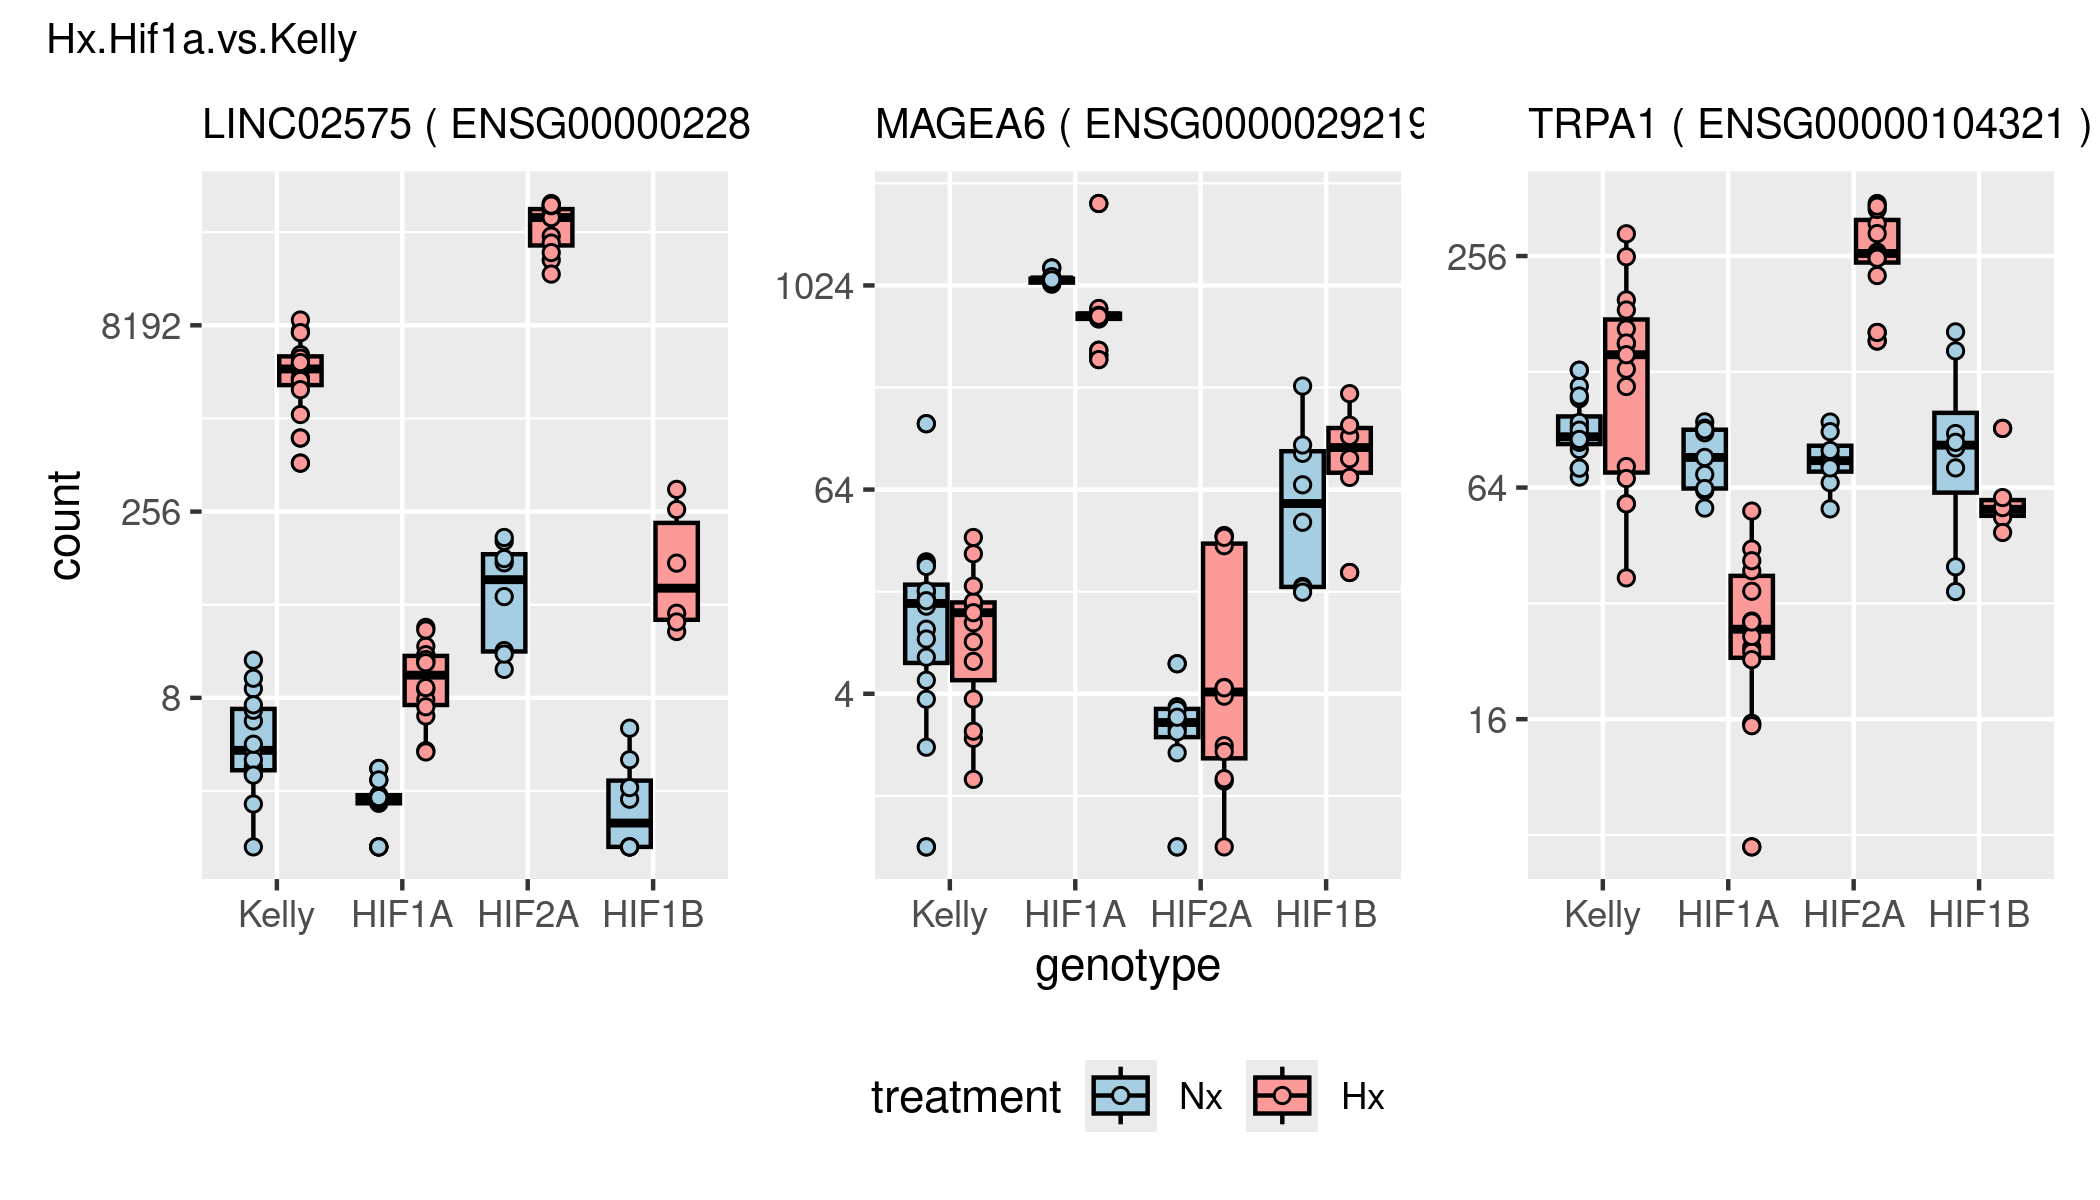 Hx.Hif1a.vs.Kelly
LINC02575 ( ENSG00000228
MAGEA6 ( ENSG0000029219
TRPA1 ( ENSG00000104321 )
count
8192
256
8
1024
64
4
256
64
16
Kelly HIF1A HIF2A HIF1B
Kelly HIF1A HIF2A HIF1B
Kelly HIF1A HIF2A HIF1B
genotype
treatment Nx Hx